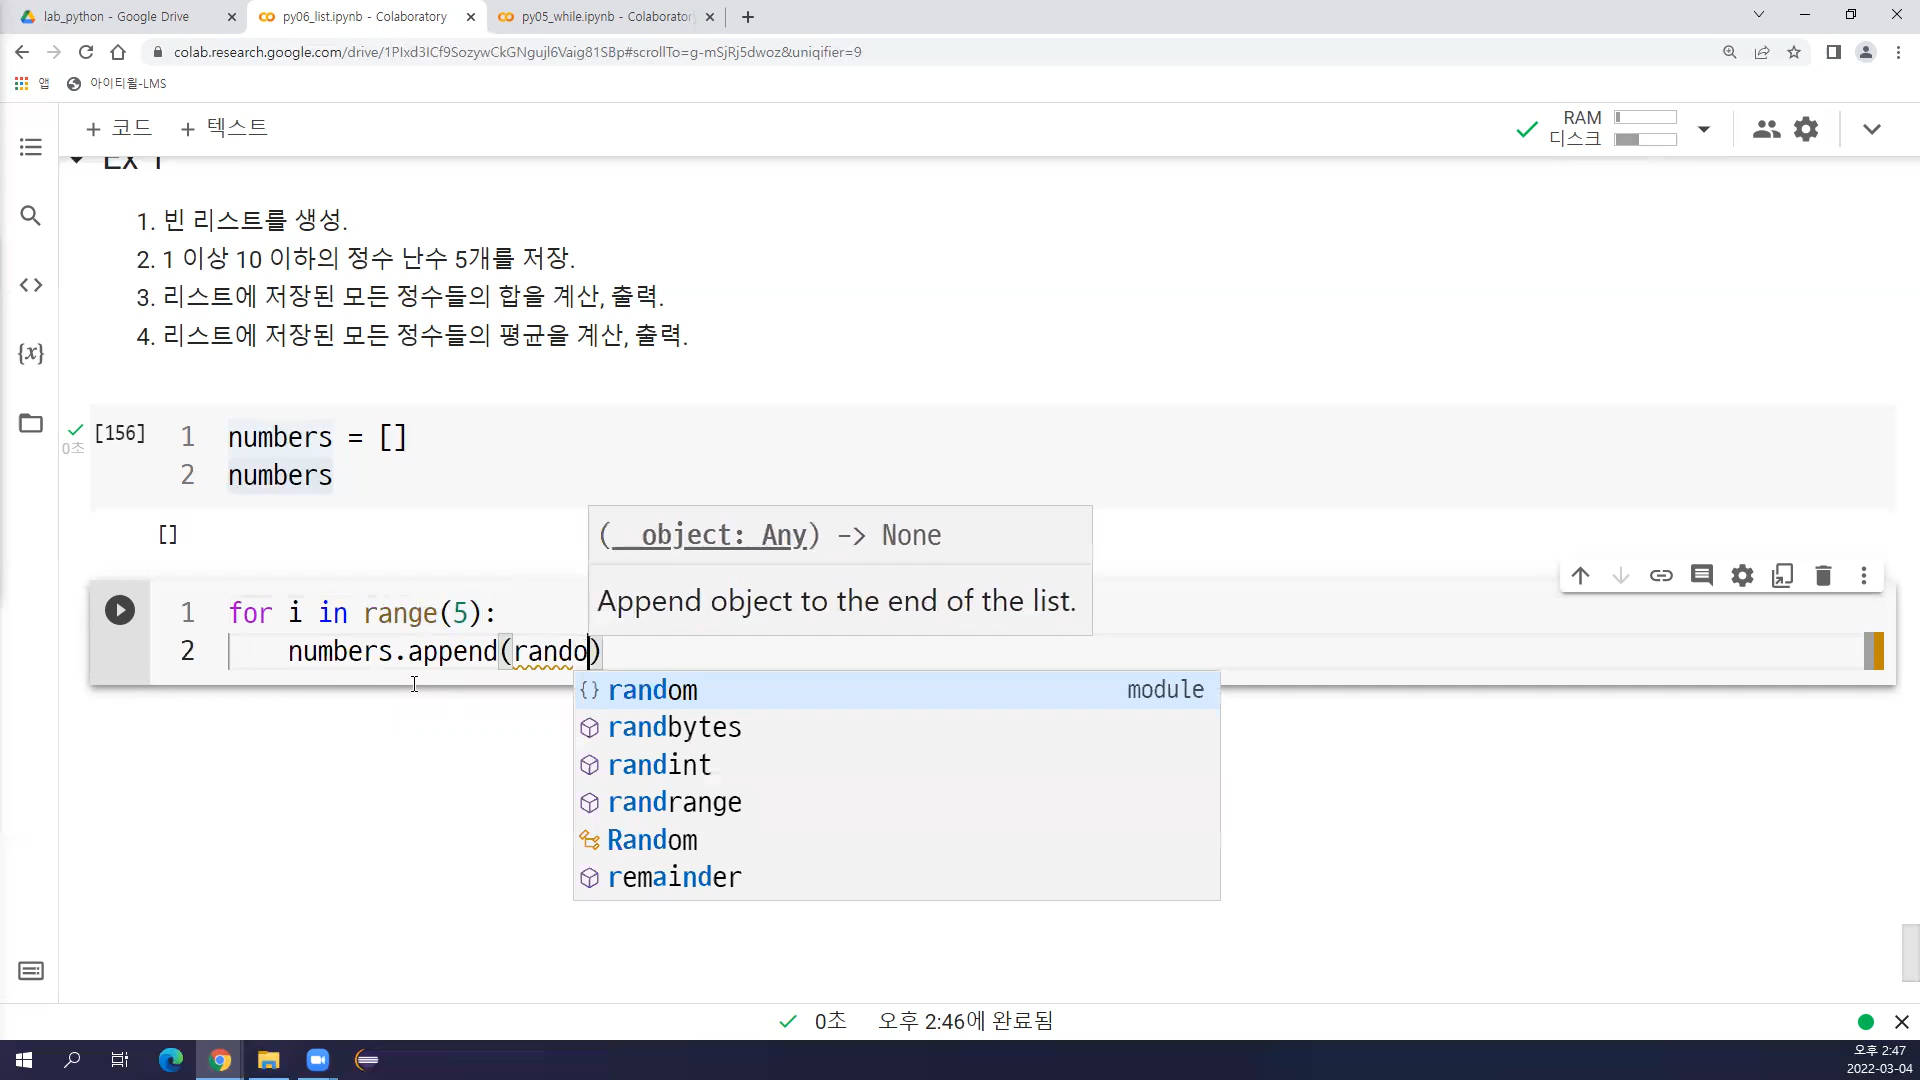 lab_python - Google Drive
py06_list.ipynb - Colaboratory
py05_while.ipynb - Colaborator
colab.research.google.com/drive/1PIxd3ICf9SozywCkGNgujl6Vaig81SBp#scrollTo=g-mSjRj5dwoz&uniqifier=9
앱
아이티윌-LMS
+ 코드
+ 텍스트
RAM
디스크
Ex 1
1. 빈 리스트를 생성.
2. 1 이상 10 이하의 정수 난수 5개를 저장.
3. 리스트에 저장된 모든 정수들의 합을 계산, 출력.
4. 리스트에 저장된 모든 정수들의 평균을 계산, 출력.
[156]
0초
1 numbers = []
2 numbers
[]
(__object: Any) -> None
Append object to the end of the list.
1 for i in range(5):
2 numbers.append(rando)
random module
randbytes
randint
randrange
Random
remainder
0초 오후 2:46에 완료됨
오후 2:47
2022-03-04